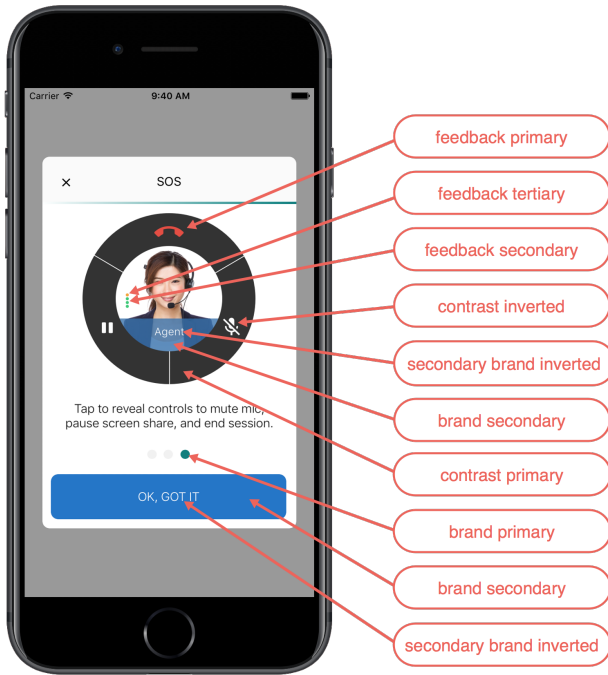 Carrier
9:40 AM
SOS
Agent
Tap to reveal controls to mute mic,
pause screen share, and end session.
OK, GOT IT
feedback primary
feedback tertiary
feedback secondary
contrast inverted
secondary brand inverted
brand secondary
contrast primary
brand primary
brand secondary
secondary brand inverted